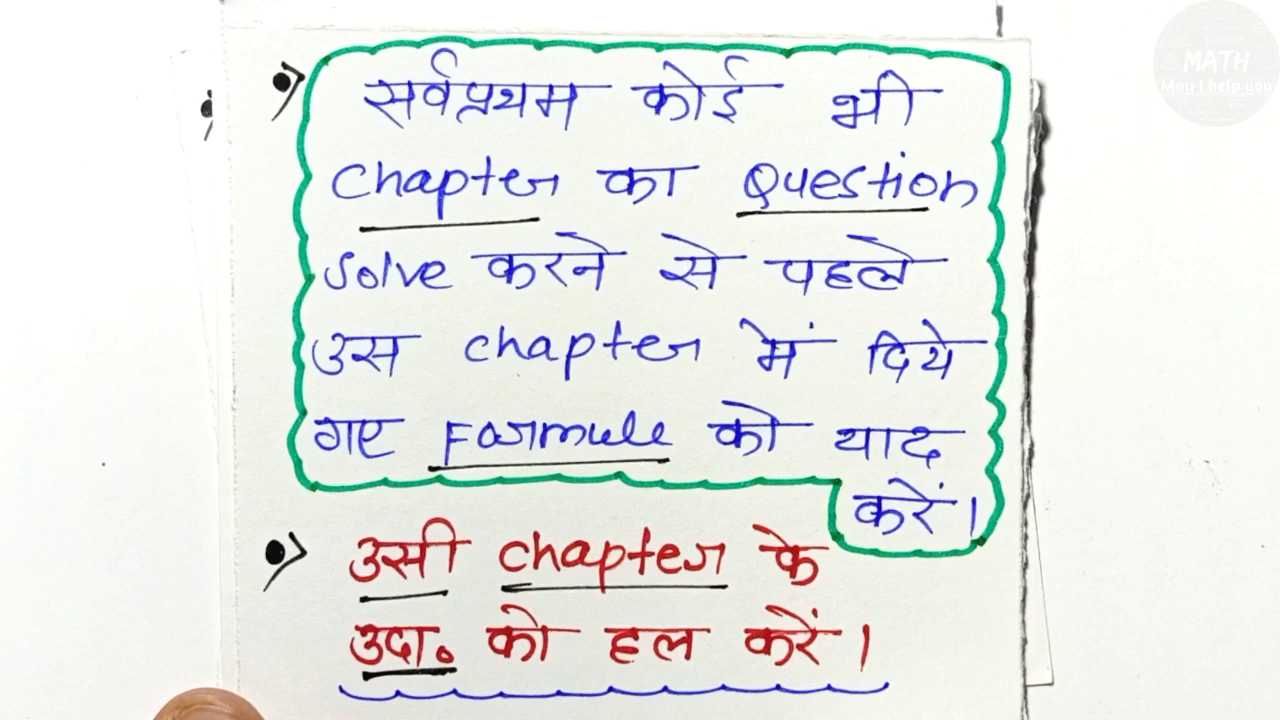 MATH
May I help you
सर्वप्रथम कोई भी
Chapter का Question
Solve करने से पहले
उस chapter में दिये
गए Formule को याद
करें।
उसी chapter के
उदा॰ को हल करें।